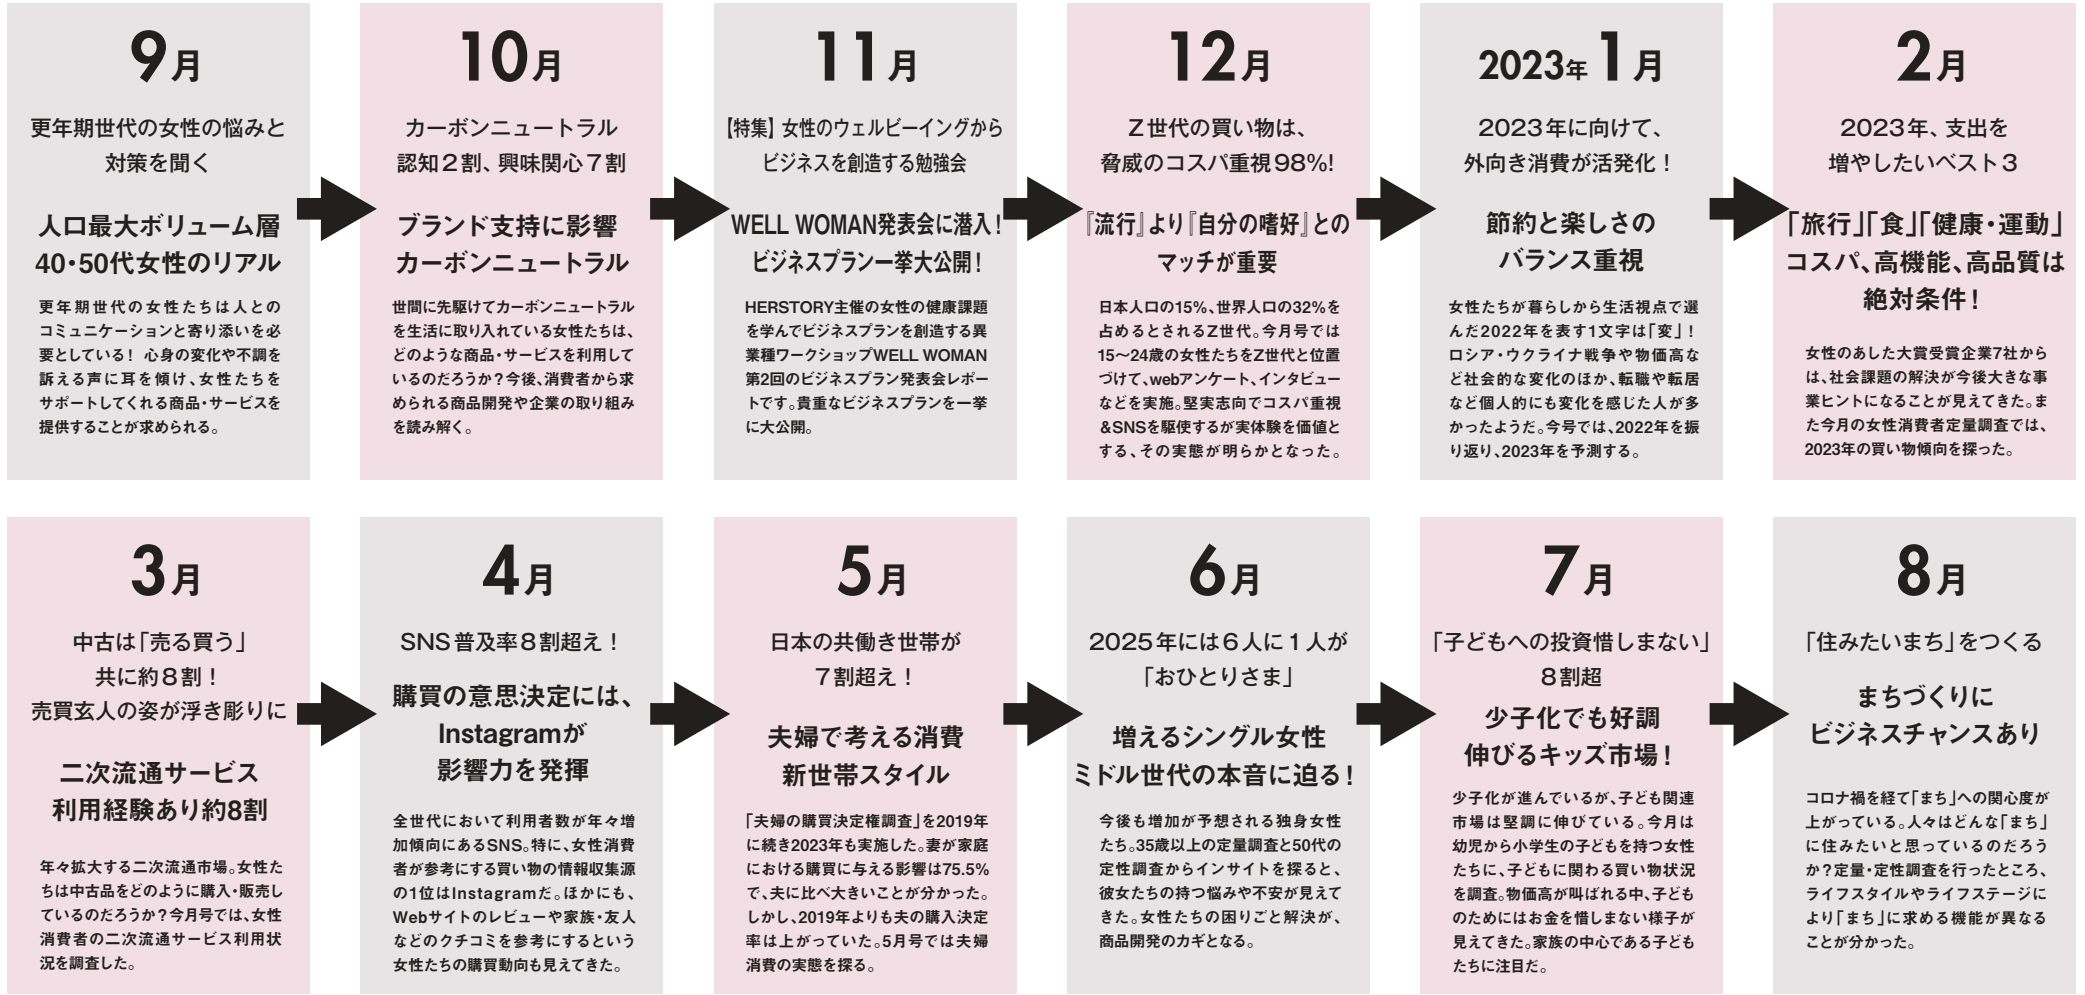 9月
更年期世代の女性の悩みと
対策を聞く
人口最大ボリューム層
40・50代女性のリアル
更年期世代の女性たちは人との
コミュニケーションと寄り添いを必
要としている！ 心身の変化や不調を
訴える声に耳を傾け、女性たちを
サポートしてくれる商品・サービスを
提供することが求められる。
10月
カーボンニュートラル
認知２割、興味関心７割
ブランド支持に影響
カーボンニュートラル
世間に先駆けてカーボンニュートラル
を生活に取り入れている女性たちは、
どのような商品・サービスを利用して
いるのだろうか？今後、消費者から求
められる商品開発や企業の取り組み
を読み解く。
11月
【特集】女性のウェルビーイングから
ビジネスを創造する勉強会
WELL WOMAN発表会に潜入！
ビジネスプラン一挙大公開！
HERSTORY主催の女性の健康課題
を学んでビジネスプランを創造する異
業種ワークショップWELL WOMAN
第2回のビジネスプラン発表会レポー
トです。貴重なビジネスプランを一挙
に大公開。
12月
Ｚ世代の買い物は、
脅威のコスパ重視98%!
『流行』より『自分の嗜好』との
マッチが重要
日本人口の15%、世界人口の32%を
占めるとされるZ世代。今月号では
15〜24歳の女性たちをZ世代と位置
づけて、webアンケート、インタビュー
などを実施。堅実志向でコスパ重視
＆SNSを駆使するが実体験を価値と
する、その実態が明らかとなった。
2023年 1月
2023年に向けて、
外向き消費が活発化！
節約と楽しさの
バランス重視
女性たちが暮らしから生活視点で選
んだ2022年を表す1文字は「変」！
ロシア・ウクライナ戦争や物価高な
ど社会的な変化のほか、転職や転居
など個人的にも変化を感じた人が多
かったようだ。今号では、2022年を振
り返り、2023年を予測する。
2月
2023年、支出を
増やしたいベスト３
「旅行」「食」「健康・運動」
コスパ、高機能、高品質は
絶対条件！
女性のあした大賞受賞企業7社から
は、社会課題の解決が今後大きな事
業ヒントになることが見えてきた。ま
た今月の女性消費者定量調査では、
2023年の買い物傾向を探った。
3月
中古は「売る買う」
共に約８割！
売買玄人の姿が浮き彫りに
二次流通サービス
利用経験あり約8割
年々拡大する二次流通市場。女性た
ちは中古品をどのように購入・販売し
ているのだろうか？今月号では、女性
消費者の二次流通サービス利用状
況を調査した。
4月
SNS普及率８割超え！
購買の意思決定には、
Instagramが
影響力を発揮
全世代において利用者数が年々増
加傾向にあるSNS。特に、女性消費
者が参考にする買い物の情報収集源
の1位はInstagramだ。ほかにも、
Webサイトのレビューや家族・友人
などのクチコミを参考にするという
女性たちの購買動向も見えてきた。
5月
日本の共働き世帯が
７割超え！
夫婦で考える消費
新世帯スタイル
「夫婦の購買決定権調査」を2019年
に続き2023年も実施した。妻が家庭
における購買に与える影響は75.5%
で、夫に比べ大きいことが分かった。
しかし、2019年よりも夫の購入決定
率は上がっていた。5月号では夫婦
消費の実態を探る。
6月
2025年には６人に１人が
「おひとりさま」
増えるシングル女性
ミドル世代の本音に迫る！
今後も増加が予想される独身女性
たち。35歳以上の定量調査と50代の
定性調査からインサイトを探ると、
彼女たちの持つ悩みや不安が見えて
きた。女性たちの困りごと解決が、
商品開発のカギとなる。
7月
「子どもへの投資惜しまない」
８割超
少子化でも好調
伸びるキッズ市場！
少子化が進んでいるが、子ども関連
市場は堅調に伸びている。今月は
幼児から小学生の子どもを持つ女性
たちに、子どもに関わる買い物状況
を調査。物価高が叫ばれる中、子ども
のためにはお金を惜しまない様子が
見えてきた。家族の中心である子ども
たちに注目だ。
8月
「住みたいまち」をつくる
まちづくりに
ビジネスチャンスあり
コロナ禍を経て「まち」への関心度が
上がっている。人々はどんな「まち」
に住みたいと思っているのだろう
か？定量・定性調査を行ったところ、
ライフスタイルやライフステージに
より「まち」に求める機能が異なる
ことが分かった。